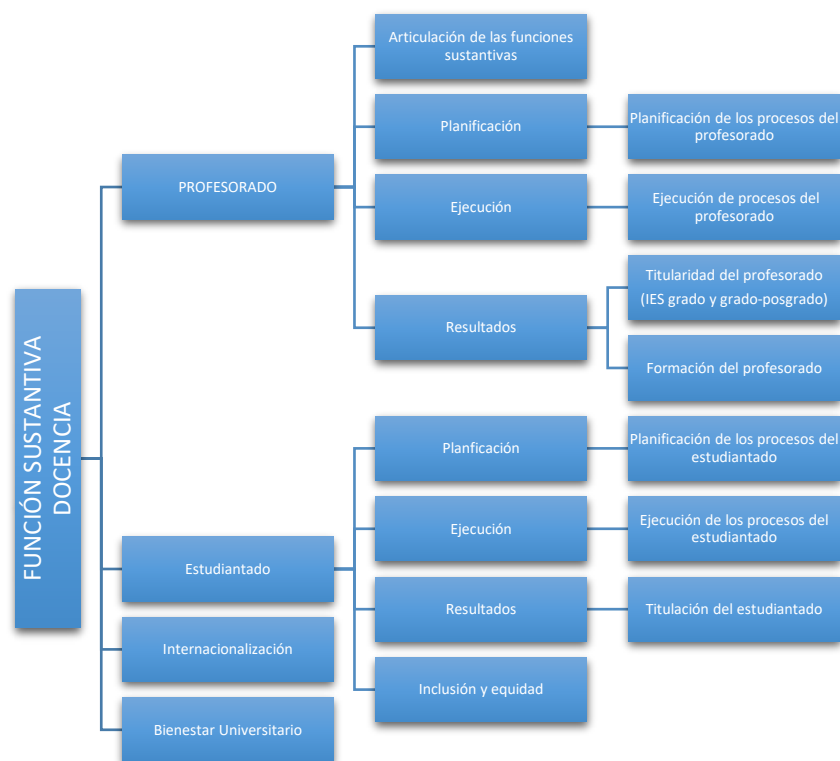 FUNCIÓN SUSTANTIVA
DOCENCIA
PROFESORADO
Articulación de las funciones
sustantivas
Planificación
Planificación de los procesos del
profesorado
Ejecución
Ejecución de procesos del
profesorado
Resultados
Titularidad del profesorado
(IES grado y grado-posgrado)
Formación del profesorado
Estudiantado
Planficación
Planificación de los procesos del
estudiantado
Ejecución
Ejecución de los procesos del
estudiantado
Resultados
Titulación del estudiantado
Inclusión y equidad
Internacionalización
Bienestar Universitario